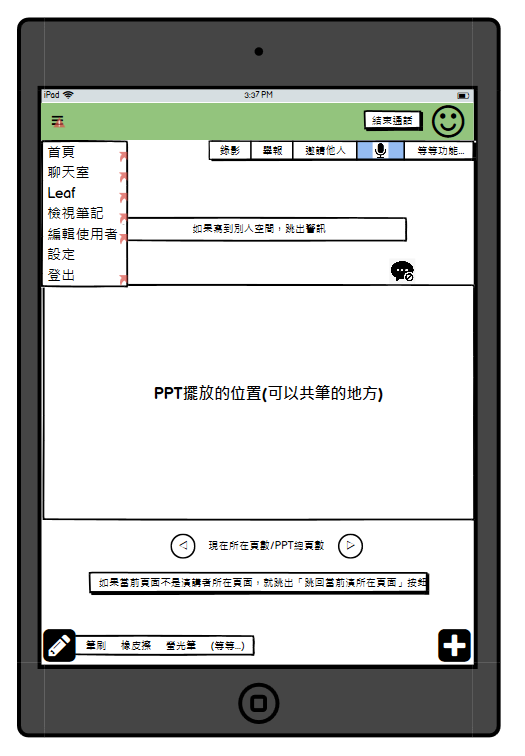 iPad
3:37 PM
結束通話
首頁
聊天室
Leaf
檢視筆記
編輯使用者
設定
登出
錄影
舉報
邀請他人
等等功能...
如果寫到別人空間，跳出警訊
PPT擺放的位置(可以共筆的地方)
現在所在頁數/PPT總頁數
如果當前頁面不是演講者所在頁面，就跳出「跳回當前演所在頁面」按鈕
筆刷 橡皮擦 螢光筆 (等等...)